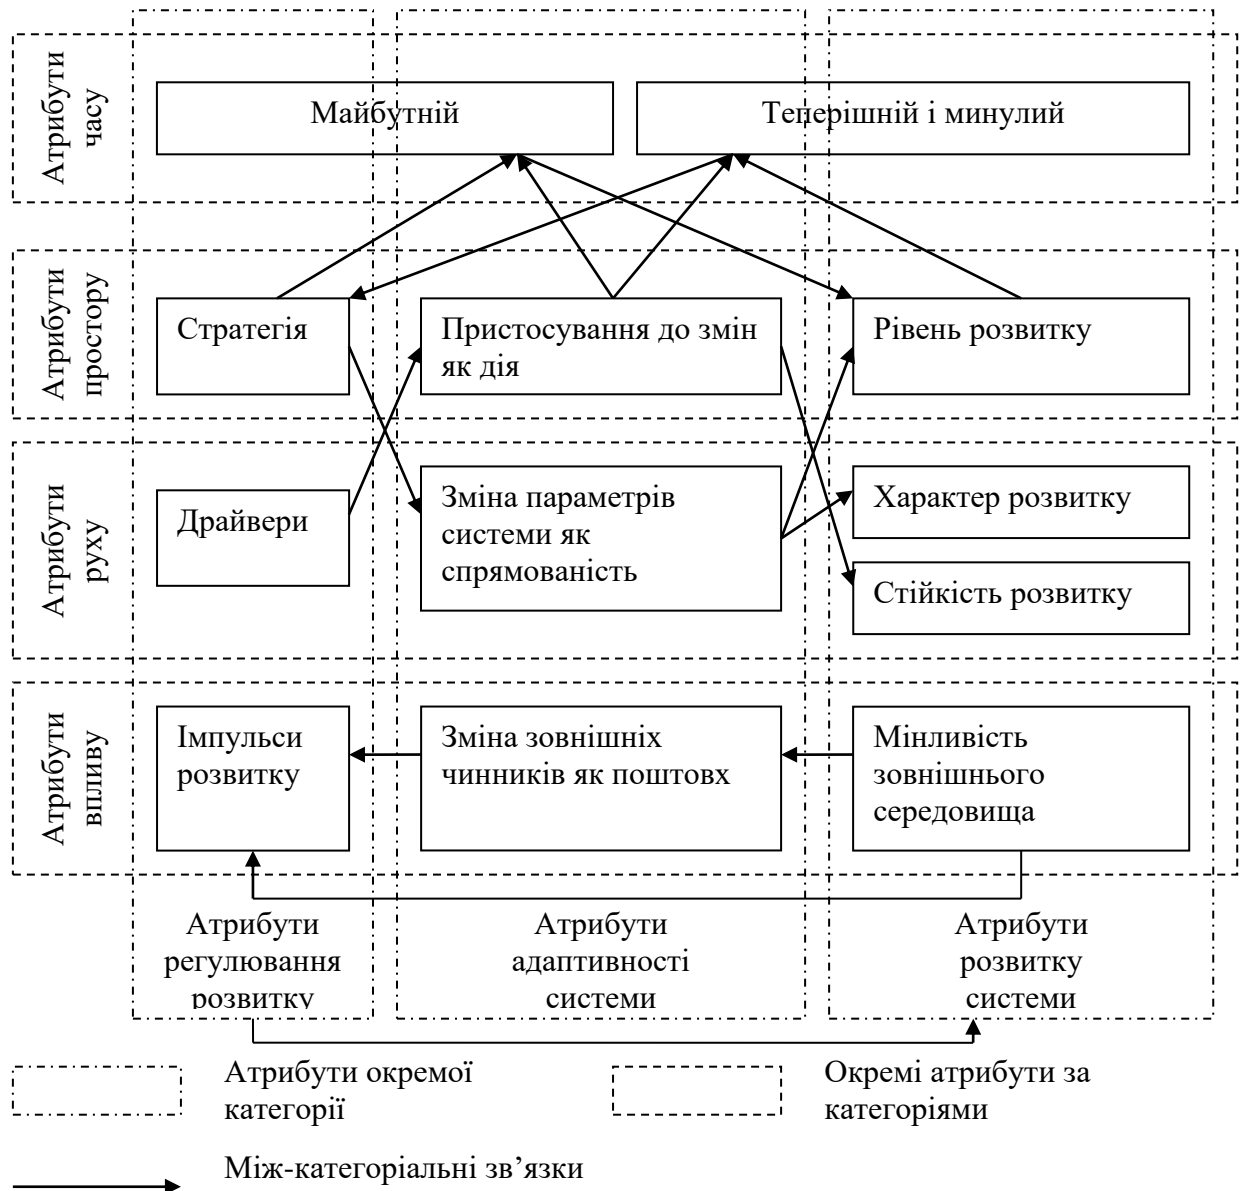 Атрибути
часу
Майбутній
Теперішній і минулий
Атрибути
простору
Стратегія
Пристосування до змін
як дія
Рівень розвитку
Атрибути
руху
Драйвери
Зміна параметрів
системи як
спрямованість
Характер розвитку
Стійкість розвитку
Атрибути
впливу
Імпульси
розвитку
Зміна зовнішніх
чинників як поштовх
Мінливість
зовнішнього
середовища
Атрибути
регулювання
розвитку
Атрибути
адаптивності
системи
Атрибути
розвитку
системи
Атрибути окремої
категорії
Окремі атрибути за
категоріями
Між-категоріальні зв’язки